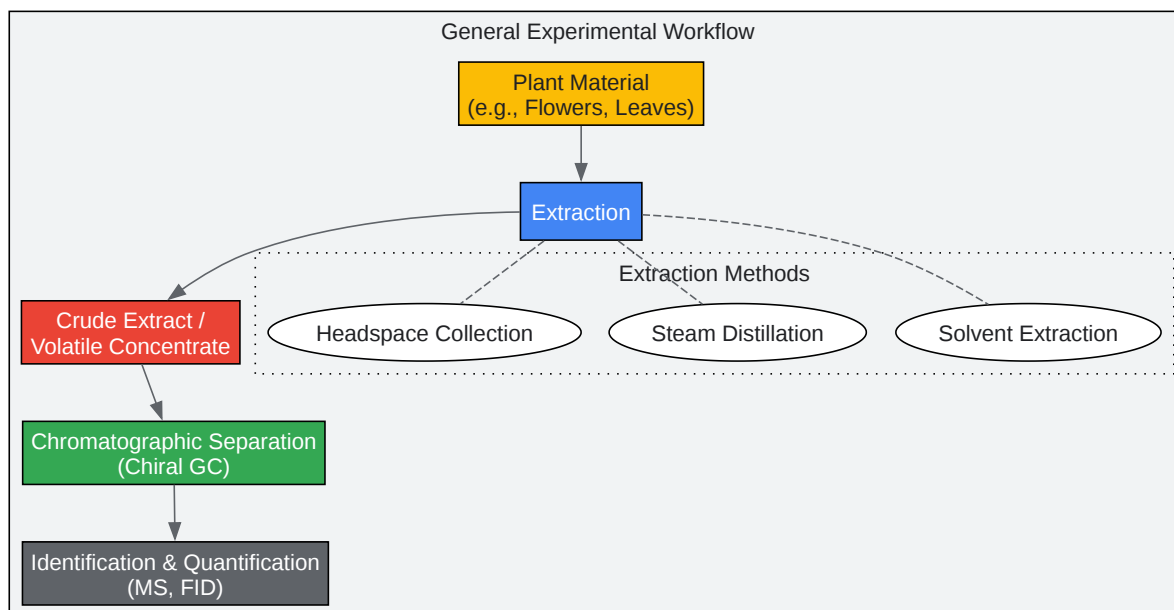 General Experimental Workflow
Plant Material
(e.g., Flowers, Leaves)
Extraction
Extraction Methods
Crude Extract /
Volatile Concentrate
Headspace Collection
Steam Distillation
Solvent Extraction
Chromatographic Separation
(Chiral GC)
Identification & Quantification
(MS, FID)